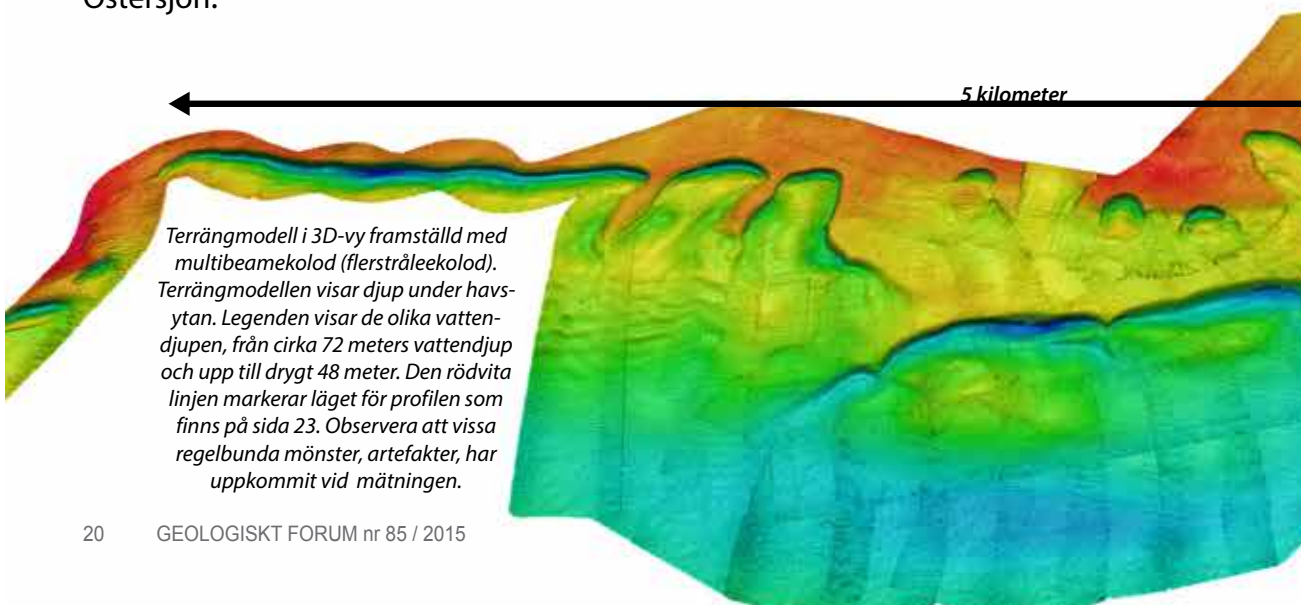 Östersjön.
5 kilometer
Terrängmodell i 3D-vy framställd med
multibeamekolod (flerstråleekolod).
Terrängmodellen visar djup under havs-
ytan. Legenden visar de olika vatten-
djupen, från cirka 72 meters vattendjup
och upp till drygt 48 meter. Den rödvita
linjen markerar läget för profilen som
finns på sida 23. Observera att vissa
regelbunda mönster, artefakter, har
uppkommit vid mätningen.
20 GEOLOGISKT FORUM nr 85 / 2015